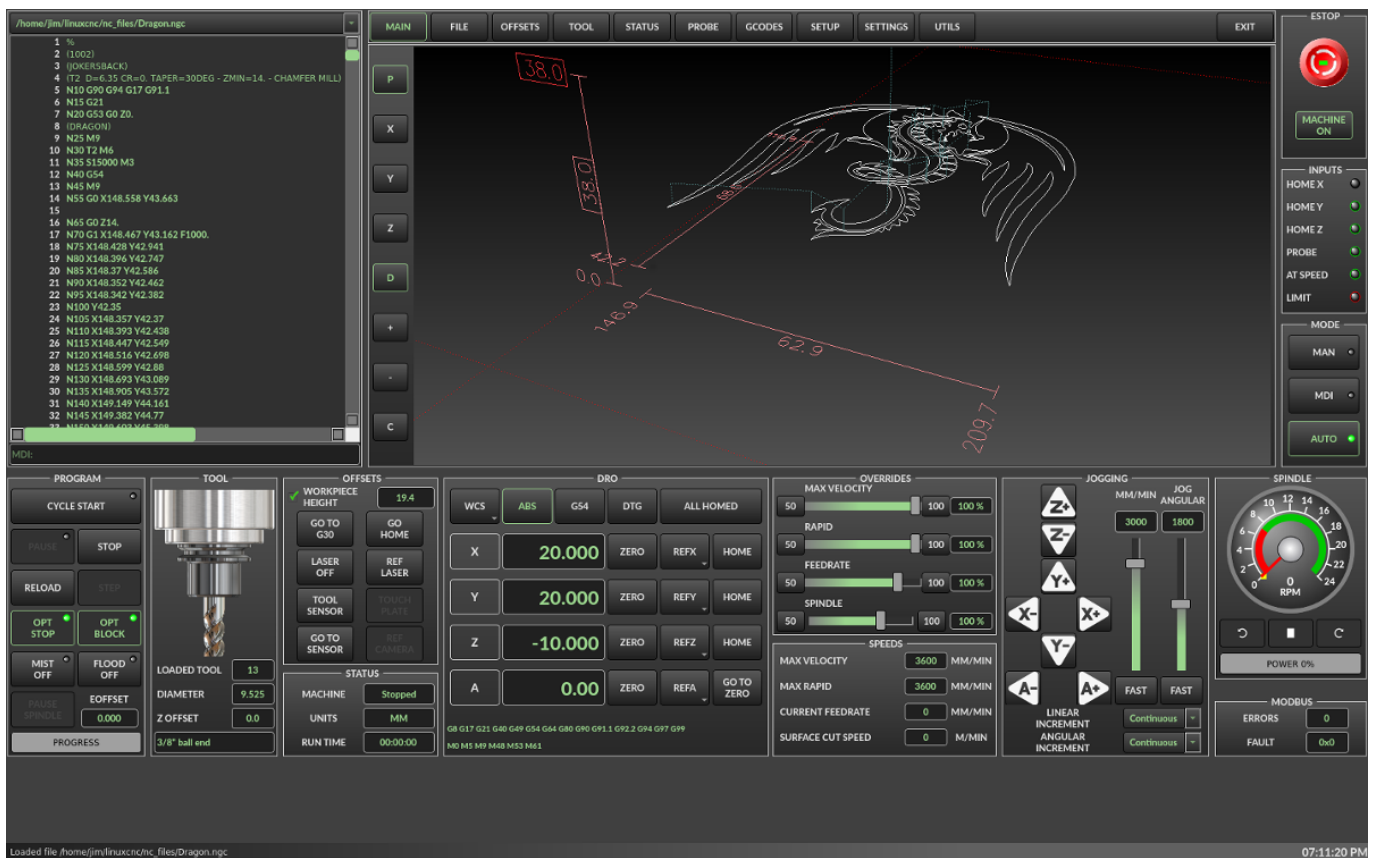 /home/jim/linuxcnc/nc_files/Dragon.ngc
1 %
2 (1002)
3 (JOKERSBACK)
4 (T2 D=6.35 CR=0. TAPER=30DEG - ZMIN=14. - CHAMFER MILL)
5 N10 G90 G94 G17 G91.1
6 N15 G21
7 N20 G53 G0 Z0.
8 (DRAGON)
9 N25 M9
10 N30 T2 M6
11 N35 S15000 M3
12 N40 G54
13 N45 M9
14 N55 G0 X148.558 Y43.663
15
16 N65 G0 Z14.
17 N70 G1 X148.467 Y43.162 F1000.
18 N75 X148.428 Y42.941
19 N80 X148.396 Y42.747
20 N85 X148.37 Y42.586
21 N90 X148.352 Y42.462
22 N95 X148.342 Y42.382
23 N100 Y42.35
24 N105 X148.357 Y42.37
25 N110 X148.393 Y42.438
26 N115 X148.447 Y42.549
27 N120 X148.516 Y42.698
28 N125 X148.599 Y42.88
29 N130 X148.693 Y43.089
30 N135 X148.905 Y43.572
31 N140 X149.149 Y44.161
32 N145 X149.382 Y44.77
MDI:
MAIN FILE OFFSETS TOOL STATUS PROBE GCODES SETUP SETTINGS UTILS EXIT
P
X
Y
Z
D
+
-
C
38.0
38.0
42.2
0.0
146.9
62.9
209.7
ESTOP
MACHINE
ON
INPUTS
HOME X
HOME Y
HOME Z
PROBE
AT SPEED
LIMIT
MODE
MAN
MDI
AUTO
PROGRAM
CYCLE START
PAUSE STOP
RELOAD STEP
OPT
STOP
OPT
BLOCK
MIST
OFF
FLOOD
OFF
PAUSE
SPINDLE
EOFFSET
0.000
PROGRESS
TOOL
LOADED TOOL 13
DIAMETER 9.525
Z OFFSET 0.0
3/8" ball end
OFFSETS
WORKPIECE
HEIGHT
19.4
GO TO
G30
GO
HOME
LASER
OFF
REF
LASER
TOOL
SENSOR
TOUCH
PLATE
GO TO
SENSOR
REF
CAMERA
STATUS
MACHINE Stopped
UNITS MM
RUN TIME 00:00:00
DRO
WCS ABS G54 DTG ALL HOMED
X 20.000 ZERO REFX HOME
Y 20.000 ZERO REFY HOME
Z -10.000 ZERO REFZ HOME
A 0.00 ZERO REFA GO TO
ZERO
G8 G17 G21 G40 G49 G54 G64 G80 G90 G91.1 G92.2 G94 G97 G99
M0 M5 M9 M48 M53 M61
OVERRIDES
MAX VELOCITY
50 100 100 %
RAPID
50 100 100 %
FEEDRATE
50 100 100 %
SPINDLE
50 100 100 %
SPEEDS
MAX VELOCITY 3600 MM/MIN
MAX RAPID 3600 MM/MIN
CURRENT FEEDRATE 0 MM/MIN
SURFACE CUT SPEED 0 M/MIN
JOGGING
Z+
Z-
Y+
X- X+
Y-
A- A+
MM/MIN
JOG
ANGULAR
3000 1800
FAST FAST
LINEAR
INCREMENT
Continuous
ANGULAR
INCREMENT
Continuous
SPINDLE
0 2 4 6 8 10 12 14 16 18 20 22 24
0
RPM
POWER 0%
MODBUS
ERRORS 0
FAULT 0x0
Loaded file /home/jim/linuxcnc/nc_files/Dragon.ngc
07:11:20 PM